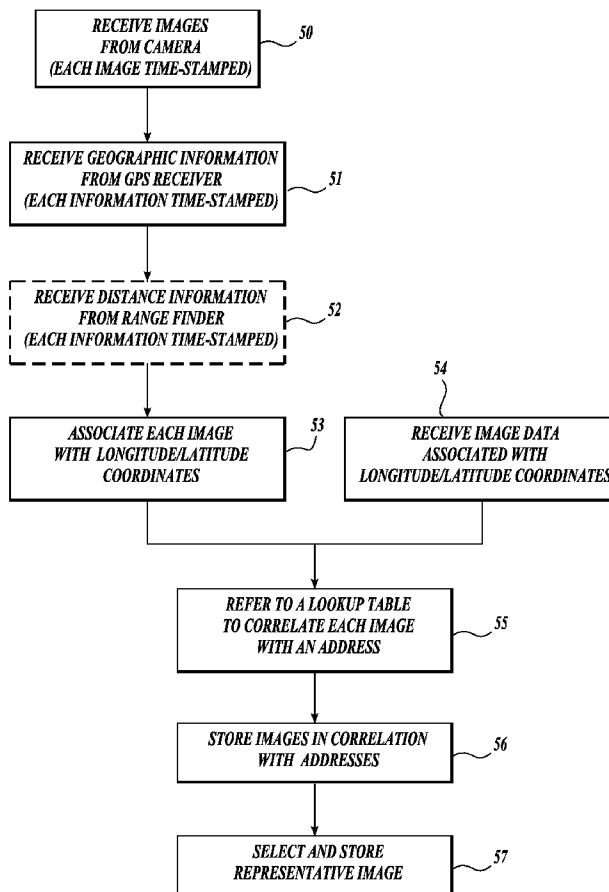 RECEIVE IMAGES
FROM CAMERA
(EACH IMAGE TIME-STAMPED)
50
RECEIVE GEOGRAPHIC INFORMATION
FROM GPS RECEIVER
(EACH INFORMATION TIME-STAMPED)
51
RECEIVE DISTANCE INFORMATION
FROM RANGE FINDER
(EACH INFORMATION TIME-STAMPED)
52
ASSOCIATE EACH IMAGE
WITH LONGITUDE/LATITUDE
COORDINATES
53
54
RECEIVE IMAGE DATA
ASSOCIATED WITH
LONGITUDE/LATITUDE COORDINATES
REFER TO A LOOKUP TABLE
TO CORRELATE EACH IMAGE
WITH AN ADDRESS
55
STORE IMAGES IN CORRELATION
WITH ADDRESSES
56
SELECT AND STORE
REPRESENTATIVE IMAGE
57